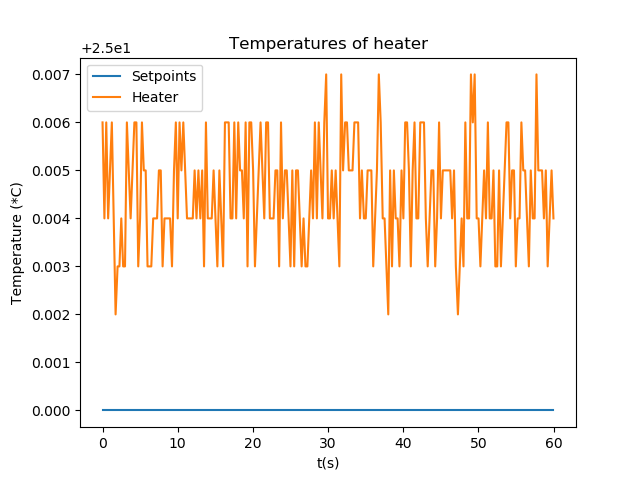 Temperatures of heater
+2.5e1
Setpoints
Heater
0.007
0.006
0.005
0.004
0.003
0.002
0.001
0.000
Temperature (*C)
0 10 20 30 40 50 60
t(s)